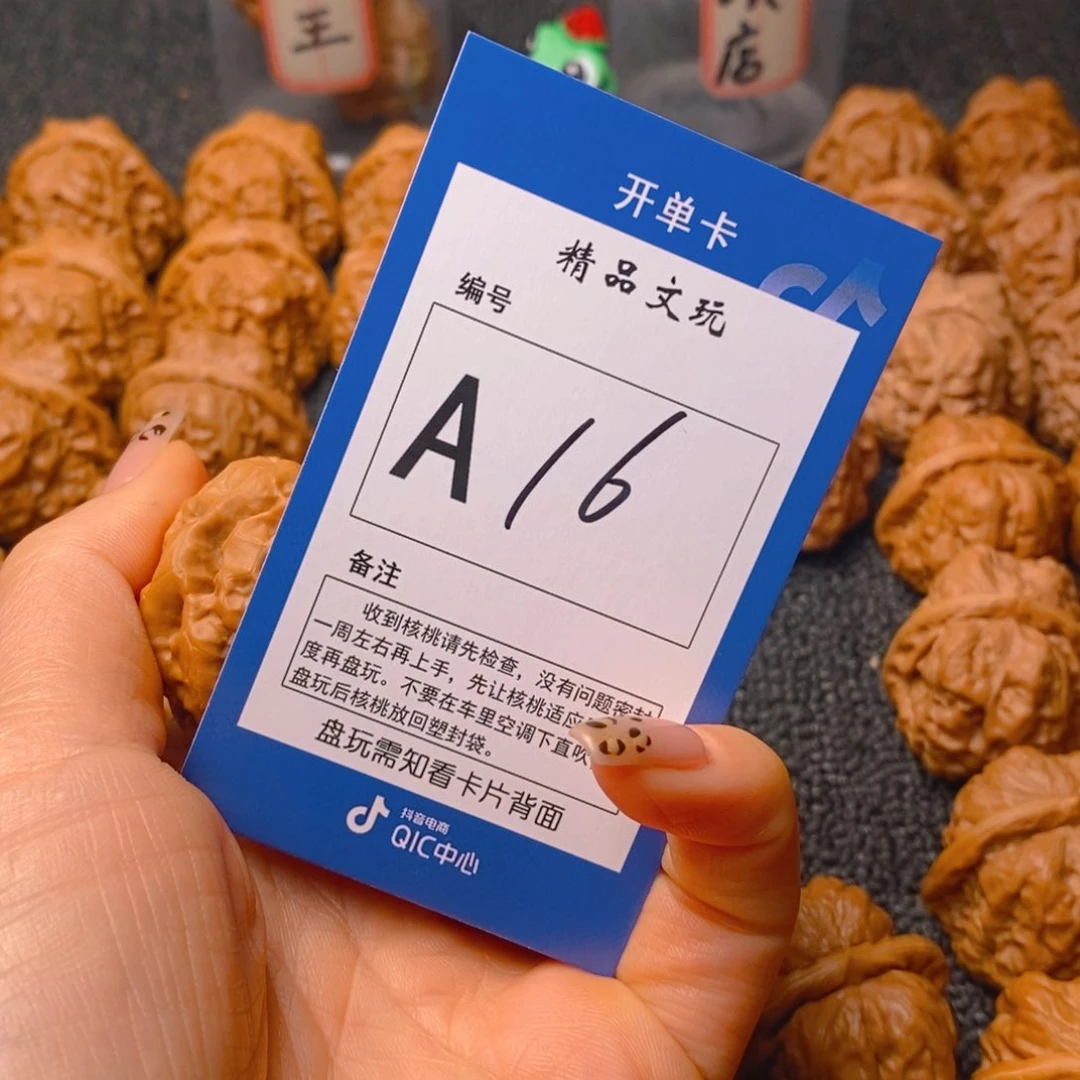 王
店
开单卡
精品文玩
编号
A16
备注
收到核桃请先检查，没有问题密封
一周左右再上手，先让核桃适应
度再盘玩。不要在车里空调下直吹
盘玩后核桃放回塑封袋。
盘玩需知看卡片背面
抖音电商
QIC中心